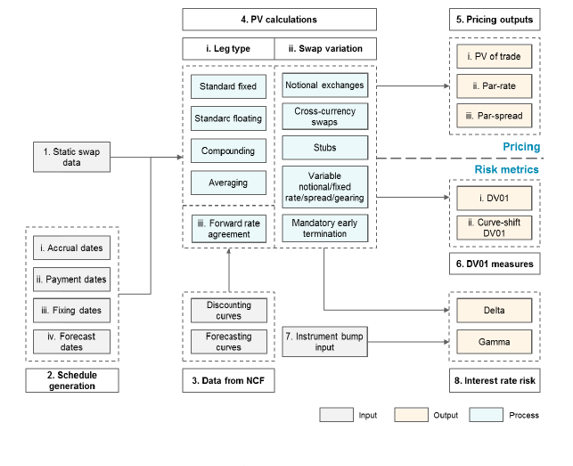 4. PV calculations
5. Pricing outputs
i. Leg type
ii. Swap variation
i. PV of trade
Standard fixed
Notional exchanges
ii. Par-rate
Standard floating
Cross-currency
swaps
iii. Par-spread
1. Static swap
data
Compounding
Stubs
Pricing
Risk metrics
Averaging
Variable
notional/fixed
rate/spread/gearing
i. DV01
iii. Forward rate
agreement
Mandatory early
termination
ii. Curve-shift
DV01
i. Accrual dates
6. DV01 measures
ii. Payment dates
iii. Fixing dates
Discounting
curves
Delta
iv. Forecast
dates
Forecasting
curves
7. Instrument bump
input
Gamma
2. Schedule
generation
3. Data from NCF
8. Interest rate risk
Input
Output
Process